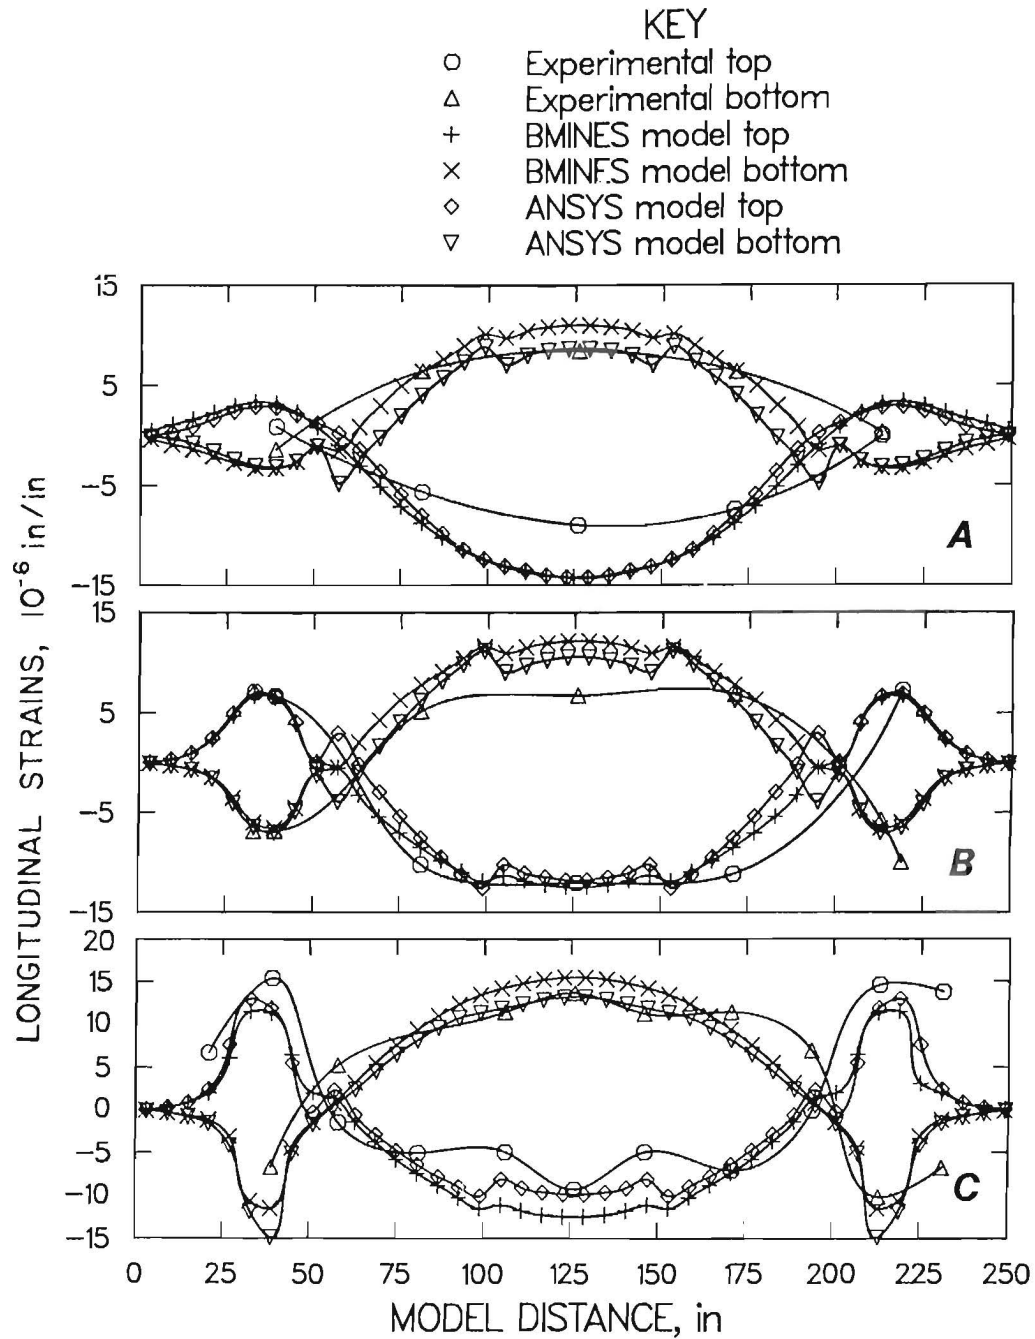 KEY
Experimental top
Experimental bottom
BMINES model top
BMINES model bottom
ANSYS model top
ANSYS model bottom
LONGITUDINAL STRAINS, 10⁻⁶ in/in
15
5
-5
-15
A
15
5
-5
-15
B
20
15
10
5
0
-5
-10
-15
C
0 25 50 75 100 125 150 175 200 225 250
MODEL DISTANCE, in